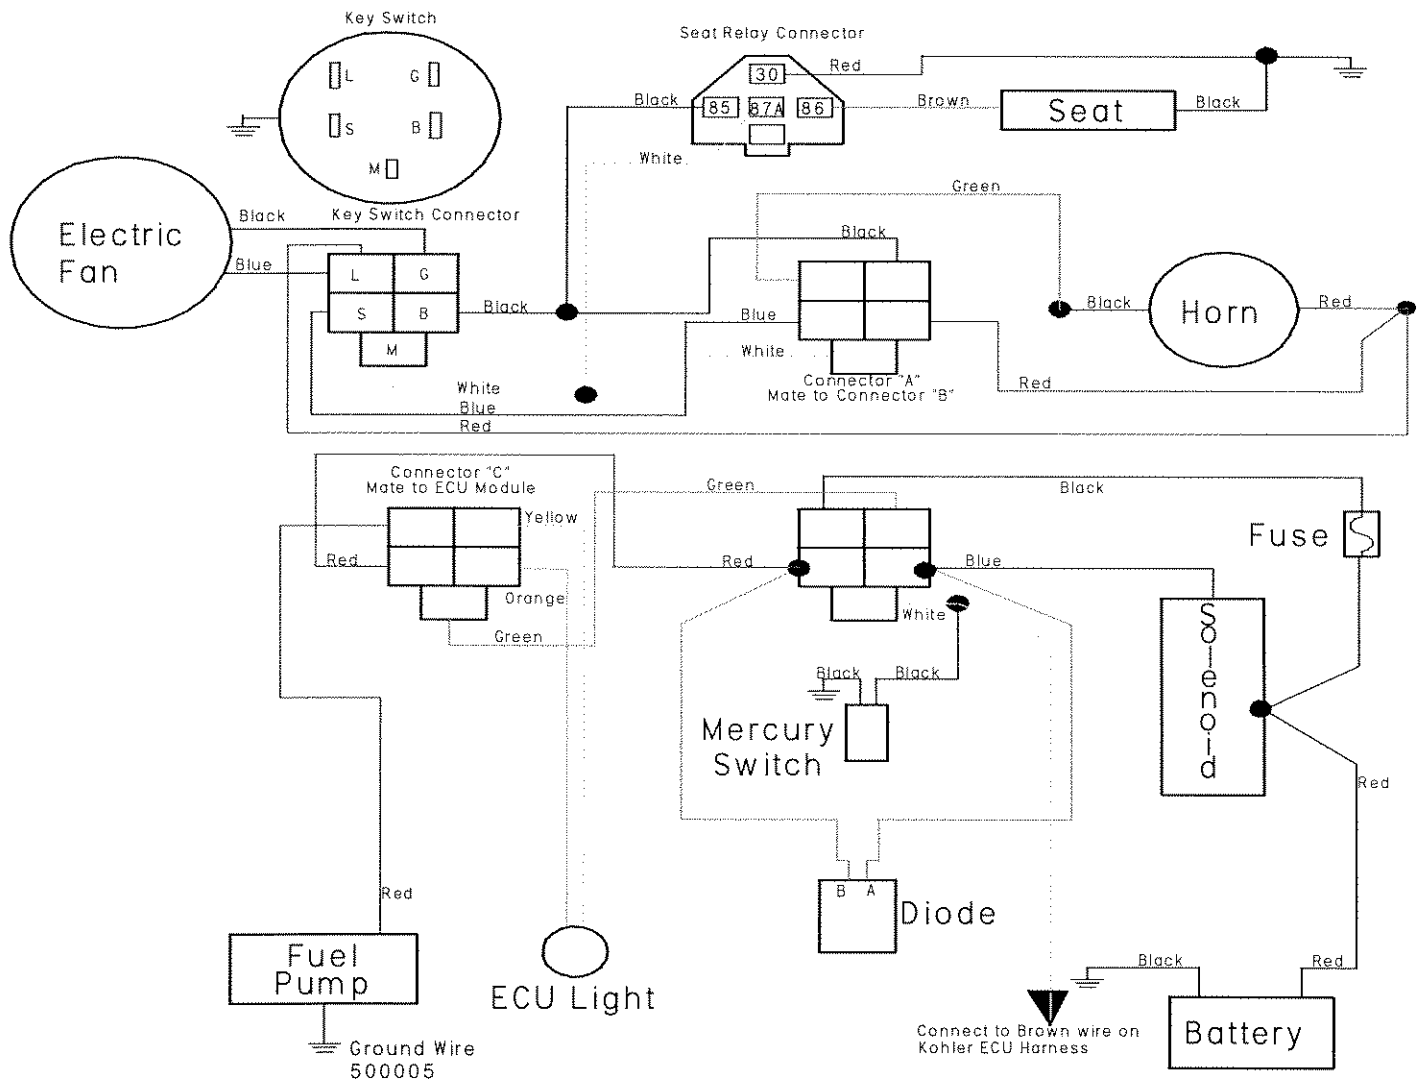 Key Switch
L
G
S
B
M
Seat Relay Connector
30
Red
Black
85
87A
86
Brown
Seat
Black
White
Green
Electric
Fan
Black
Key Switch Connector
Blue
L
G
S
B
M
Black
Black
Blue
White
Connector "A"
Mate to Connector "B"
Black
Horn
Red
Red
White
Blue
Red
Connector "C"
Mate to ECU Module
Yellow
Red
Orange
Green
Green
Black
Fuse
Red
Blue
White
Black
Black
Mercury
Switch
Solenoid
Red
B
A
Diode
Red
Fuel
Pump
Ground Wire
500005
ECU Light
Connect to Brown wire on
Kohler ECU Harness
Black
Red
Battery